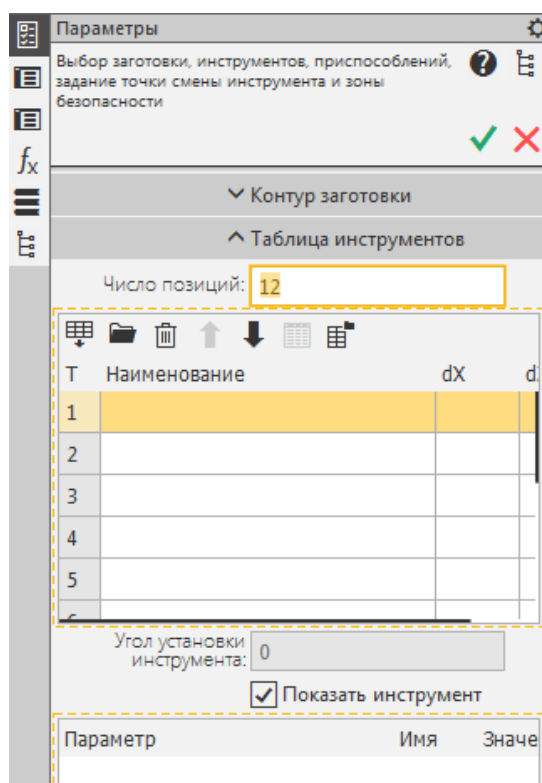 Параметры
Выбор заготовки, инструментов, приспособлений,
задание точки смены инструмента и зоны
безопасности
Контур заготовки
Таблица инструментов
Число позиций: 12
T Наименование dX d
1
2
3
4
5
Угол установки
инструмента: 0
Показать инструмент
Параметр Имя Значе